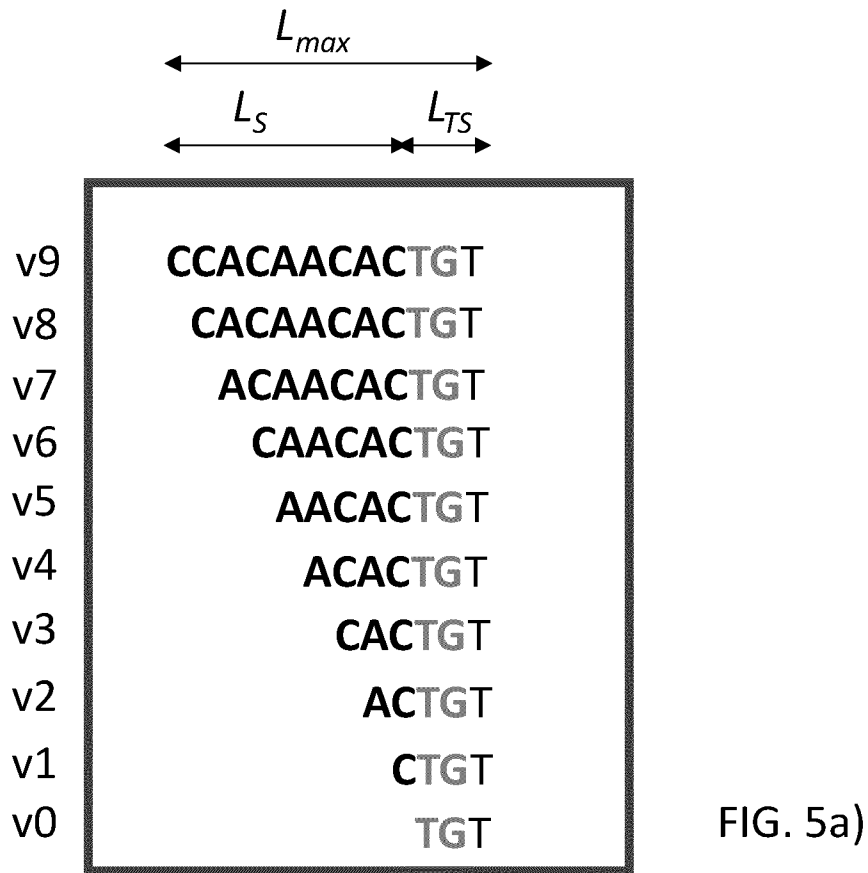 Lmax
LS LTS
v9 CCACAACACTGT
v8 CACAACACTGT
v7 ACAACACTGT
v6 CAACACTGT
v5 AACACTGT
v4 ACACTGT
v3 CACTGT
v2 ACTGT
v1 CTGT
v0 TGT
FIG. 5a)